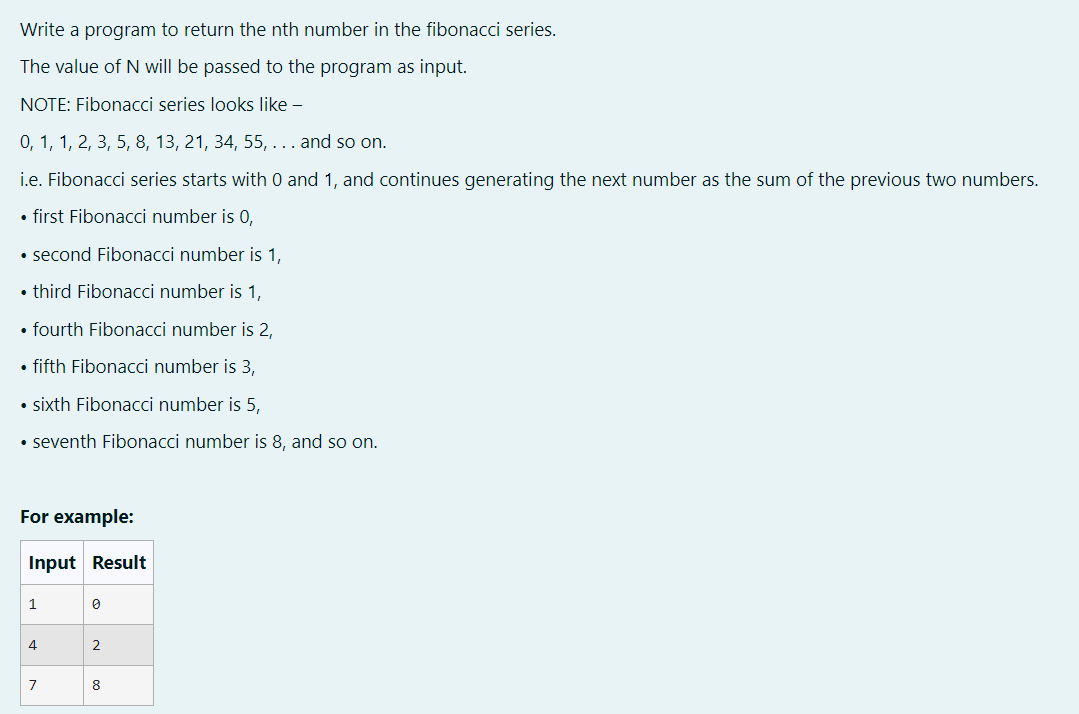 Write a program to return the nth number in the fibonacci series.
The value of N will be passed to the program as input.
NOTE: Fibonacci series looks like –
0, 1, 1, 2, 3, 5, 8, 13, 21, 34, 55, . . . and so on.
i.e. Fibonacci series starts with 0 and 1, and continues generating the next number as the sum of the previous two numbers.
• first Fibonacci number is 0,
• second Fibonacci number is 1,
• third Fibonacci number is 1,
• fourth Fibonacci number is 2,
• fifth Fibonacci number is 3,
• sixth Fibonacci number is 5,
• seventh Fibonacci number is 8, and so on.
For example:
Input Result
1 0
4 2
7 8